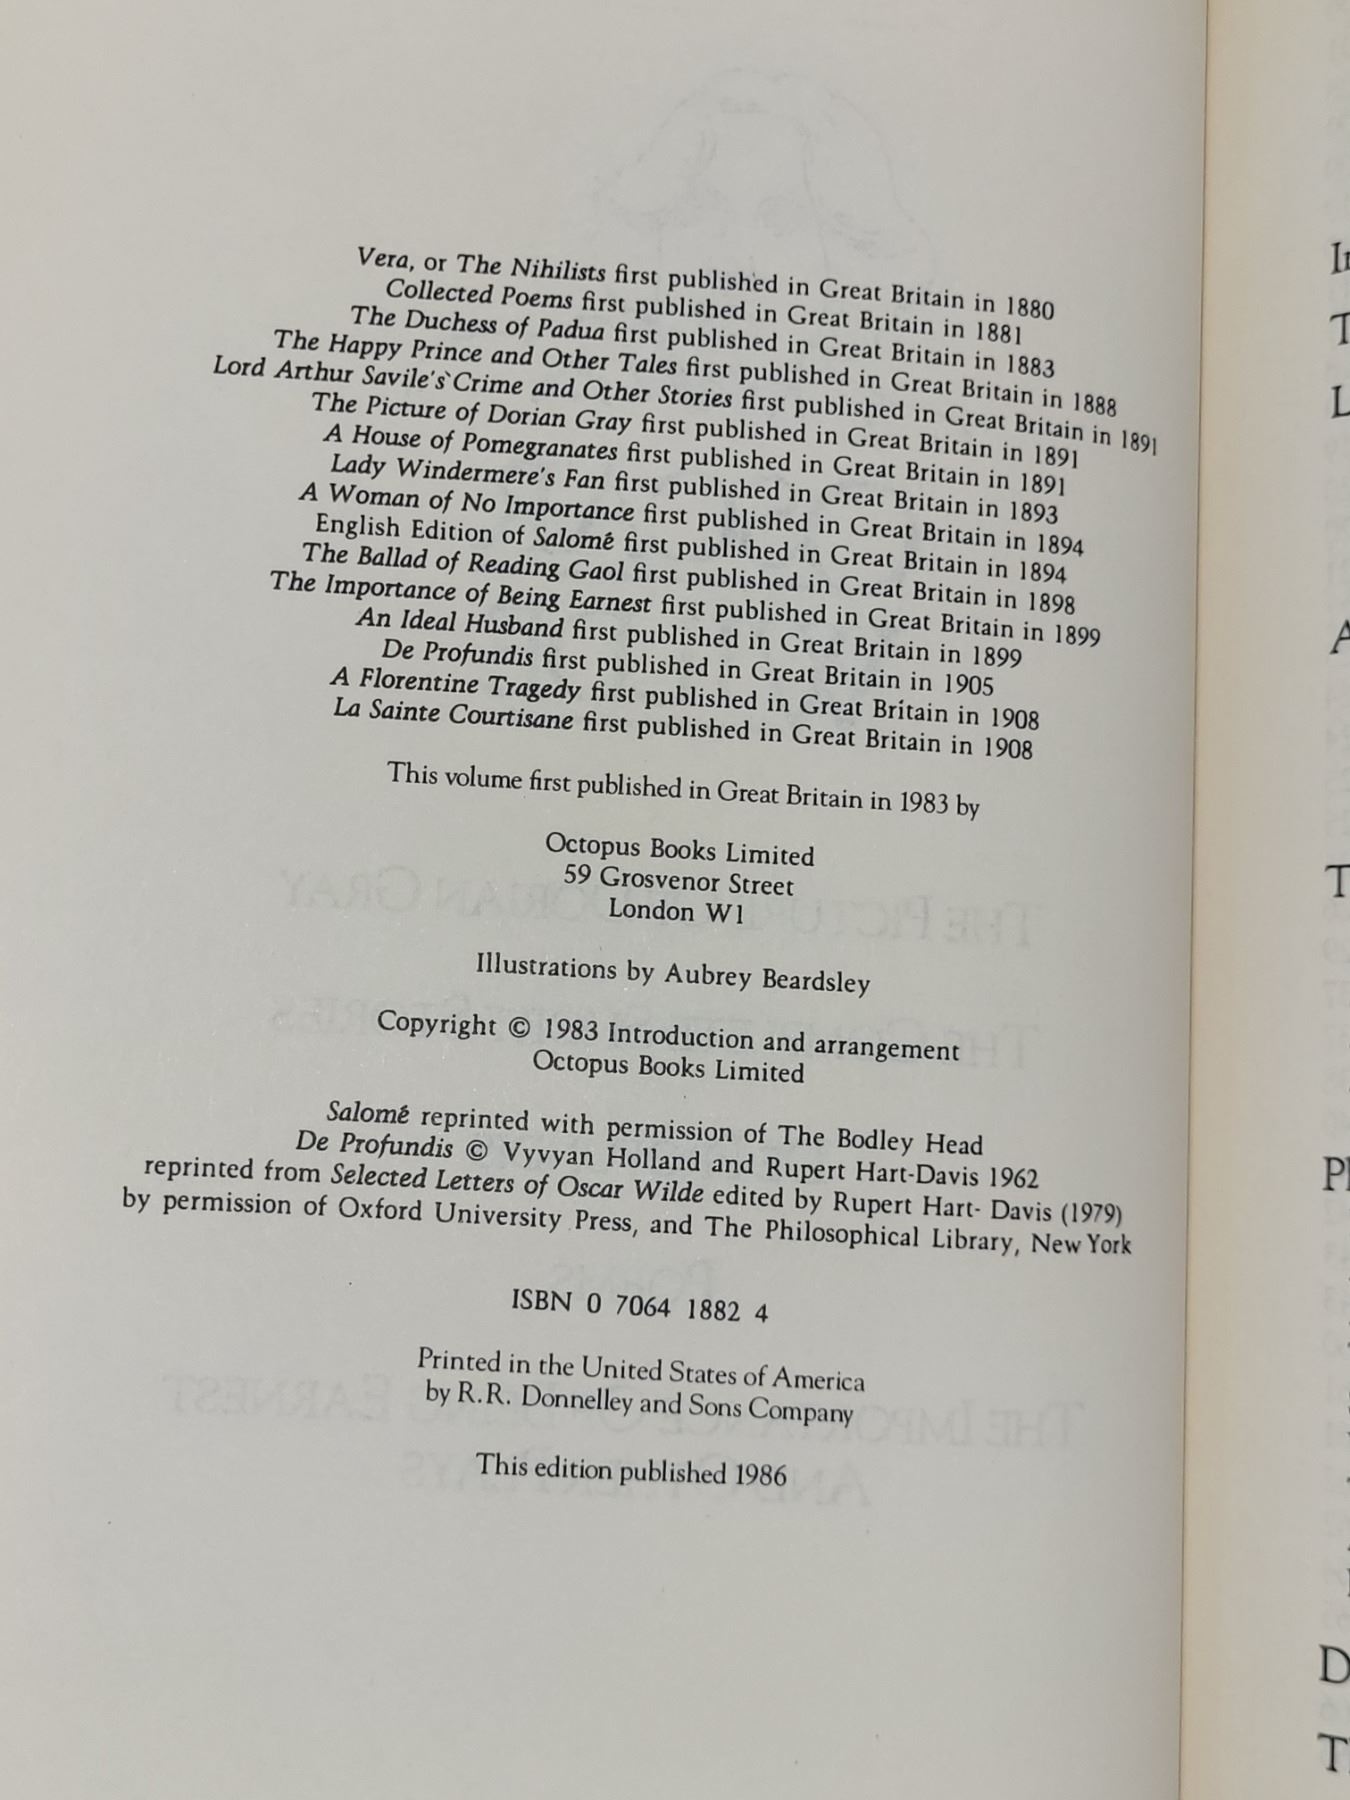 Vera, or The Nihilists first published in Great Britain in 1880
Collected Poems first published in Great Britain in 1881
The Duchess of Padua first published in Great Britain in 1883
The Happy Prince and Other Tales first published in Great Britain in 1888
Lord Arthur Savile's Crime and Other Stories first published in Great Britain in 1891
The Picture of Dorian Gray first published in Great Britain in 1891
A House of Pomegranates first published in Great Britain in 1891
Lady Windermere's Fan first published in Great Britain in 1893
A Woman of No Importance first published in Great Britain in 1894
English Edition of Salomé first published in Great Britain in 1894
The Ballad of Reading Gaol first published in Great Britain in 1898
The Importance of Being Earnest first published in Great Britain in 1899
An Ideal Husband first published in Great Britain in 1899
De Profundis first published in Great Britain in 1905
A Florentine Tragedy first published in Great Britain in 1908
La Sainte Courtisane first published in Great Britain in 1908
This volume first published in Great Britain in 1983 by
Octopus Books Limited
59 Grosvenor Street
London W1
Illustrations by Aubrey Beardsley
Copyright © 1983 Introduction and arrangement
Octopus Books Limited
Salomé reprinted with permission of The Bodley Head
De Profundis © Vyvyan Holland and Rupert Hart-Davis 1962
reprinted from Selected Letters of Oscar Wilde edited by Rupert Hart- Davis (1979)
by permission of Oxford University Press, and The Philosophical Library, New York
ISBN 0 7064 1882 4
Printed in the United States of America
by R.R. Donnelley and Sons Company
This edition published 1986